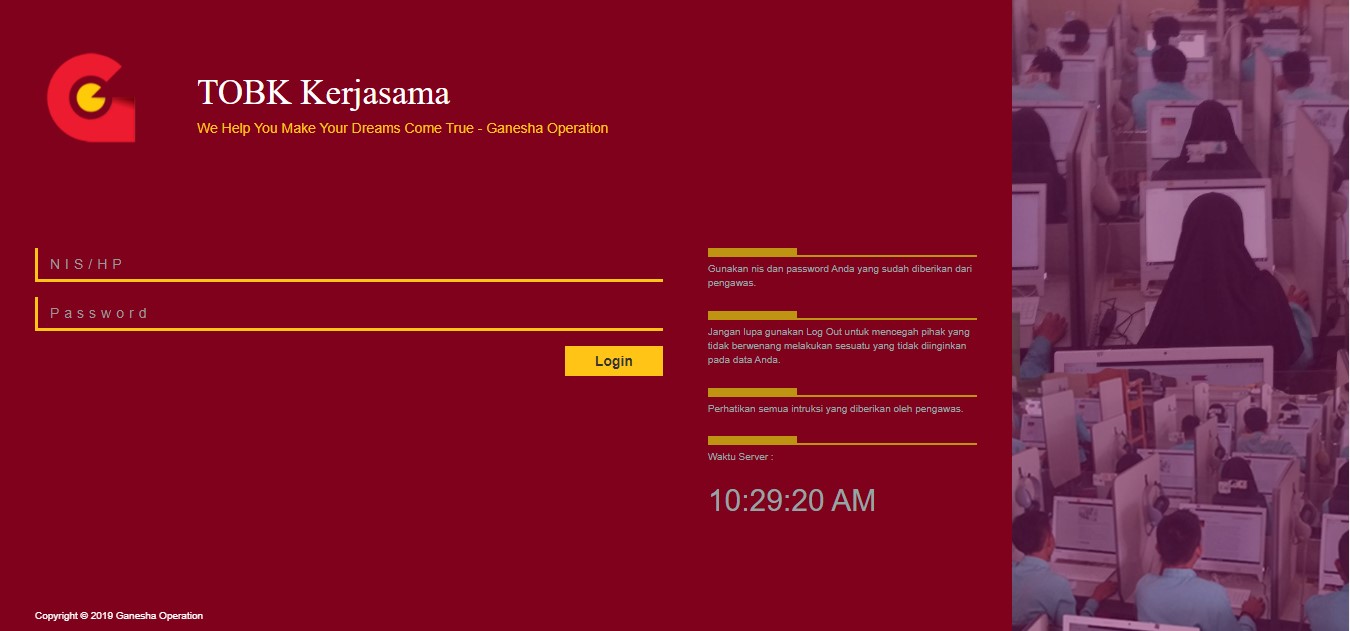 TOBK Kerjasama
We Help You Make Your Dreams Come True - Ganesha Operation
NIS/HP
Password
Login
Gunakan nis dan password Anda yang sudah diberikan dari
pengawas.
Jangan lupa gunakan Log Out untuk mencegah pihak yang
tidak berwenang melakukan sesuatu yang tidak diinginkan
pada data Anda.
Perhatikan semua intruksi yang diberikan oleh pengawas.
Waktu Server :
10:29:20 AM
Copyright © 2019 Ganesha Operation